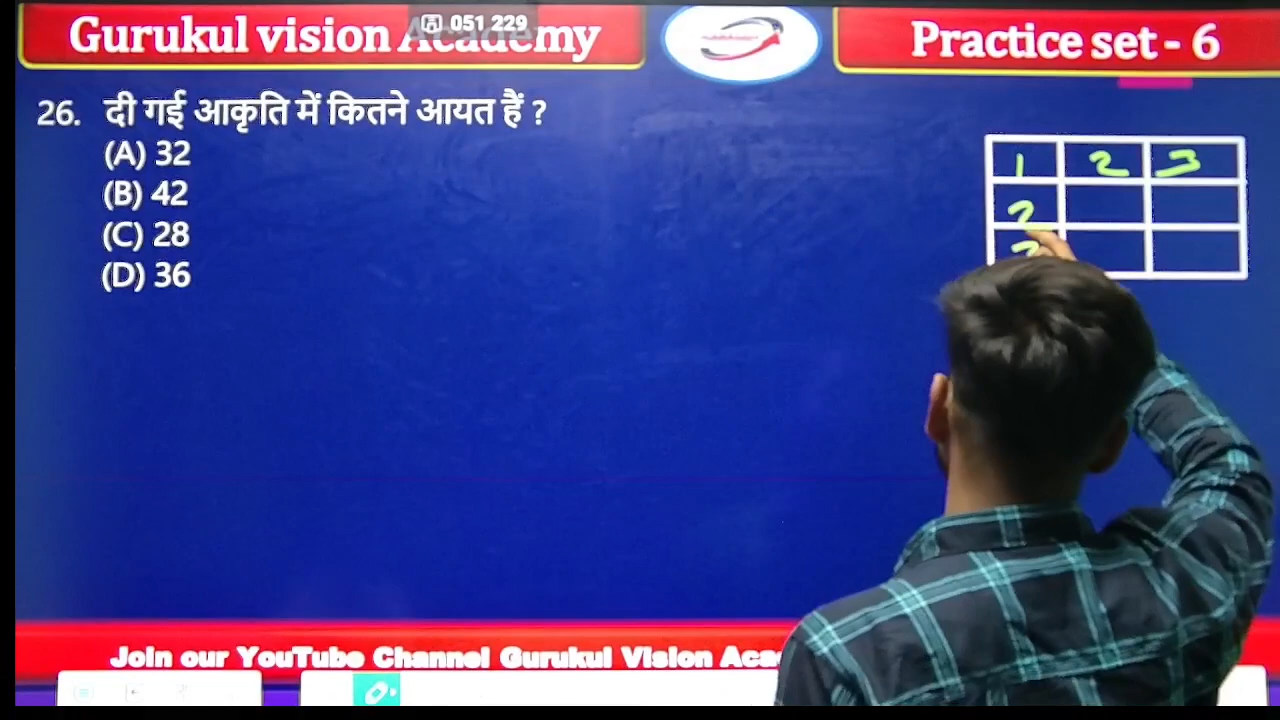 Gurukul vision Academy
051 229
Practice set - 6
26. दी गई आकृति में कितने आयत हैं ?
(A) 32
(B) 42
(C) 28
(D) 36
1 2 3
2
Join our YouTube Channel Gurukul Vision